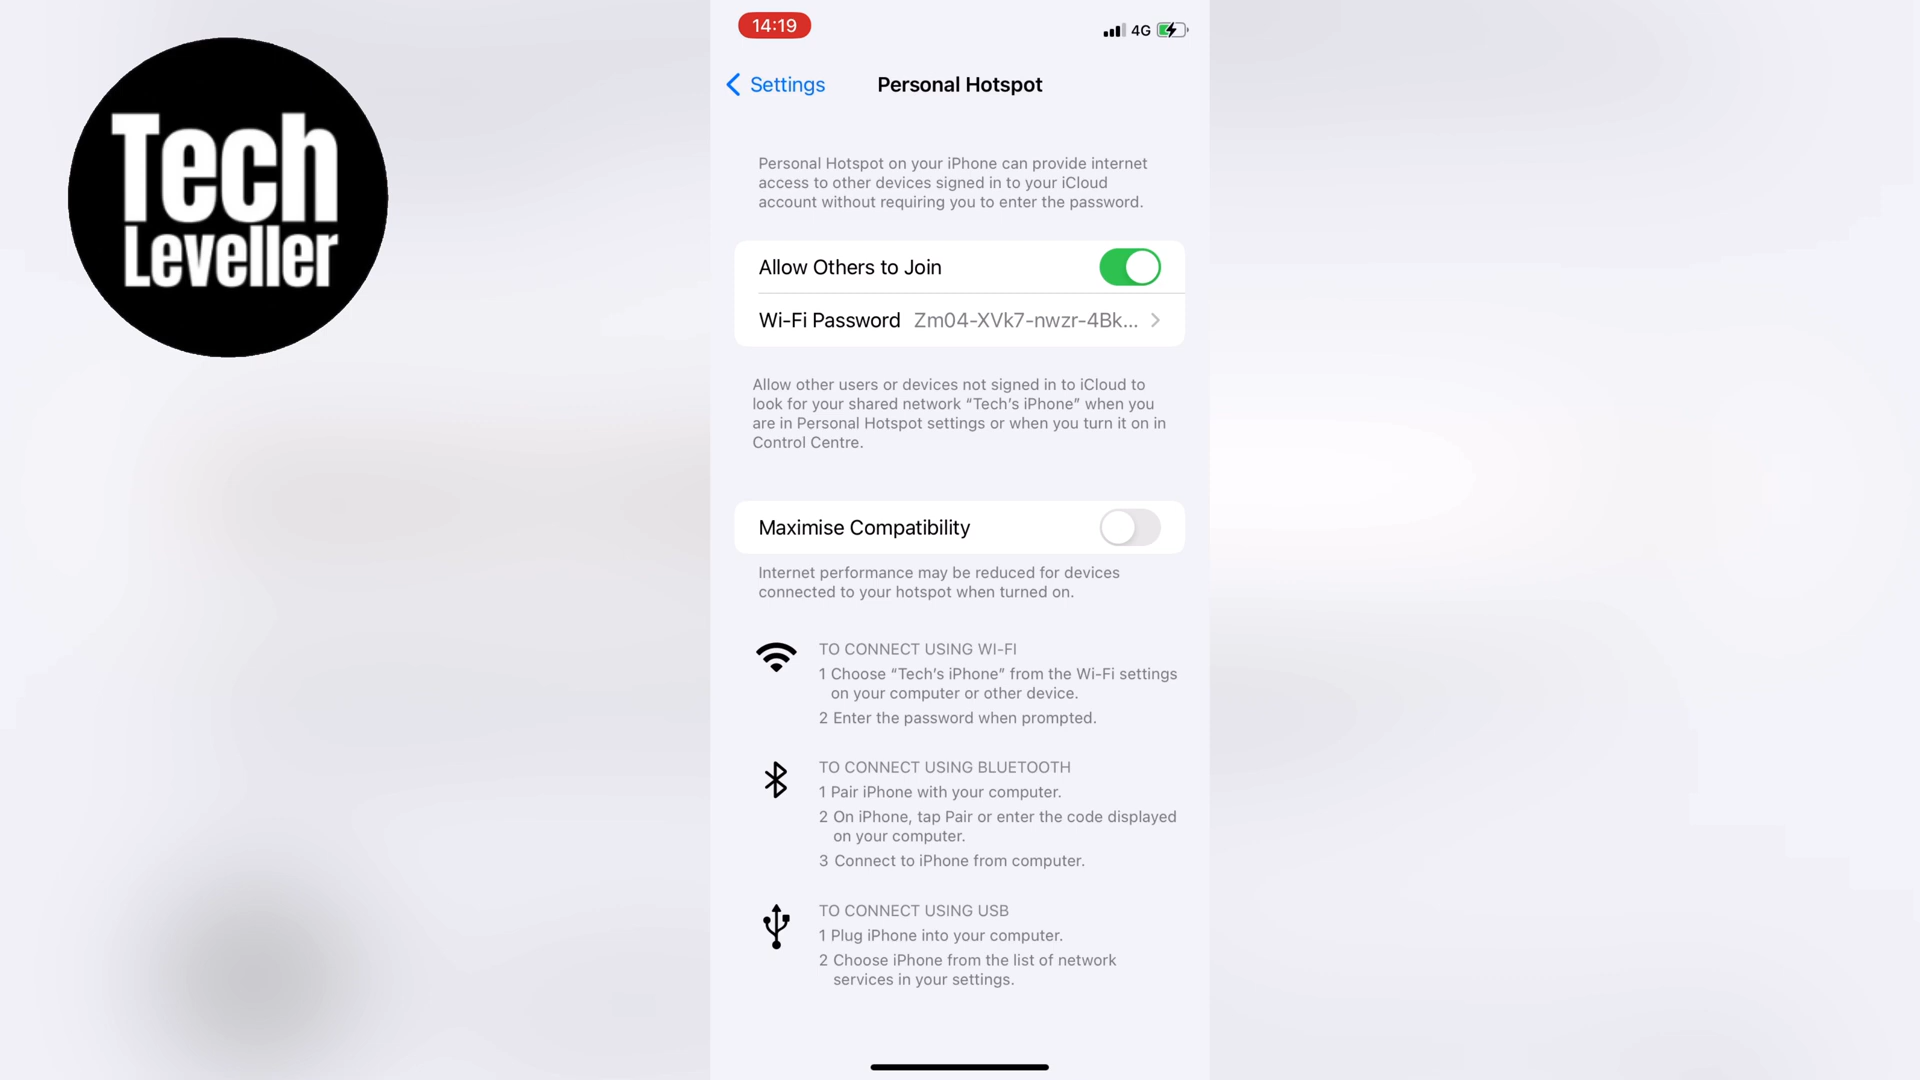 Tech
Leveller
14:19
4G
Settings
Personal Hotspot
Personal Hotspot on your iPhone can provide internet
access to other devices signed in to your iCloud
account without requiring you to enter the password.
Allow Others to Join
Wi-Fi Password Zm04-XVk7-nwzr-4Bk...
Allow other users or devices not signed in to iCloud to
look for your shared network “Tech’s iPhone” when you
are in Personal Hotspot settings or when you turn it on in
Control Centre.
Maximise Compatibility
Internet performance may be reduced for devices
connected to your hotspot when turned on.
TO CONNECT USING WI-FI
1 Choose “Tech’s iPhone” from the Wi-Fi settings
on your computer or other device.
2 Enter the password when prompted.
TO CONNECT USING BLUETOOTH
1 Pair iPhone with your computer.
2 On iPhone, tap Pair or enter the code displayed
on your computer.
3 Connect to iPhone from computer.
TO CONNECT USING USB
1 Plug iPhone into your computer.
2 Choose iPhone from the list of network
services in your settings.